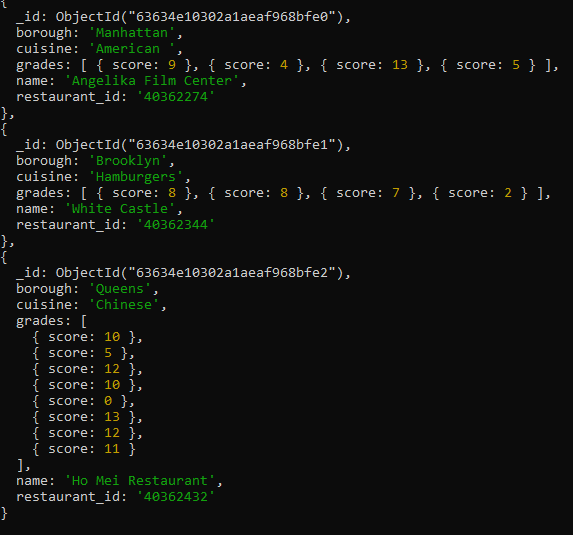 {
  _id: ObjectId("63634e10302a1aeaf968bfe0"),
  borough: 'Manhattan',
  cuisine: 'American ',
  grades: [ { score: 9 }, { score: 4 }, { score: 13 }, { score: 5 } ],
  name: 'Angelika Film Center',
  restaurant_id: '40362274'
},
{
  _id: ObjectId("63634e10302a1aeaf968bfe1"),
  borough: 'Brooklyn',
  cuisine: 'Hamburgers',
  grades: [ { score: 8 }, { score: 8 }, { score: 7 }, { score: 2 } ],
  name: 'White Castle',
  restaurant_id: '40362344'
},
{
  _id: ObjectId("63634e10302a1aeaf968bfe2"),
  borough: 'Queens',
  cuisine: 'Chinese',
  grades: [
    { score: 10 },
    { score: 5 },
    { score: 12 },
    { score: 10 },
    { score: 0 },
    { score: 13 },
    { score: 12 },
    { score: 11 }
  ],
  name: 'Ho Mei Restaurant',
  restaurant_id: '40362432'
}